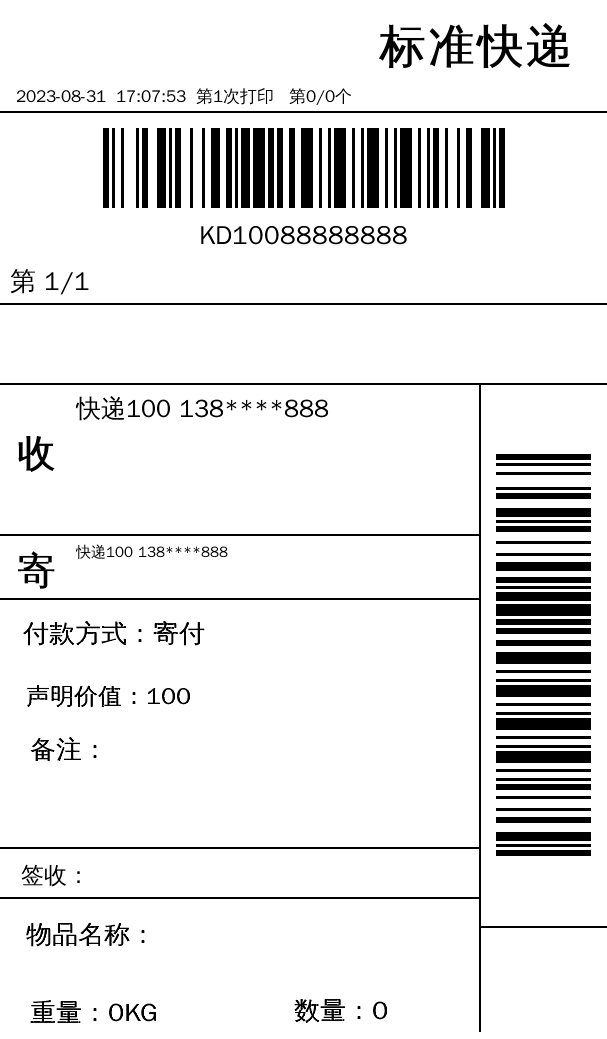 标准快递
2023-08-31 17:07:53 第1次打印 第0/0个
KD10088888888
第 1/1
快递100 138****888
收
快递100 138****888
寄
付款方式：寄付
声明价值：100
备注：
签收：
物品名称：
重量：0KG 数量：0